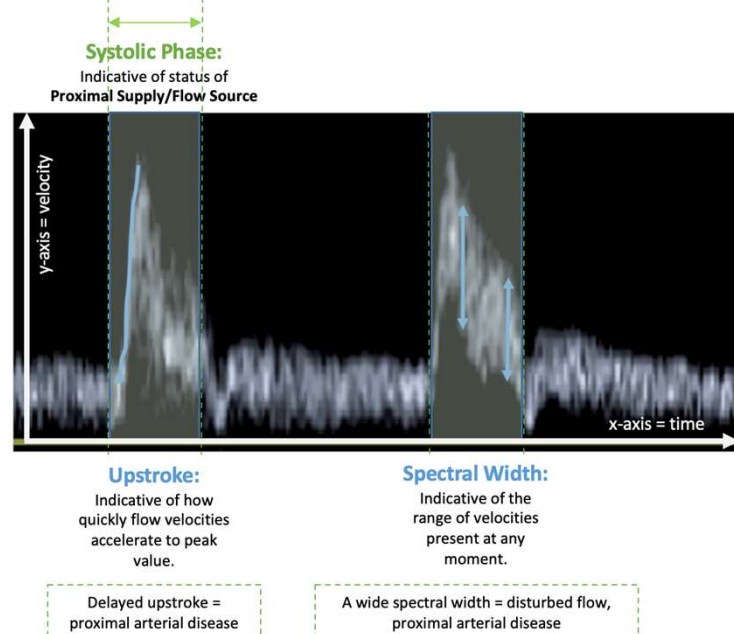 Systolic Phase:
Indicative of status of
Proximal Supply/Flow Source
y-axis = velocity
x-axis = time
Upstroke:
Indicative of how
quickly flow velocities
accelerate to peak
value.
Spectral Width:
Indicative of the
range of velocities
present at any
moment.
Delayed upstroke =
proximal arterial disease
A wide spectral width = disturbed flow,
proximal arterial disease